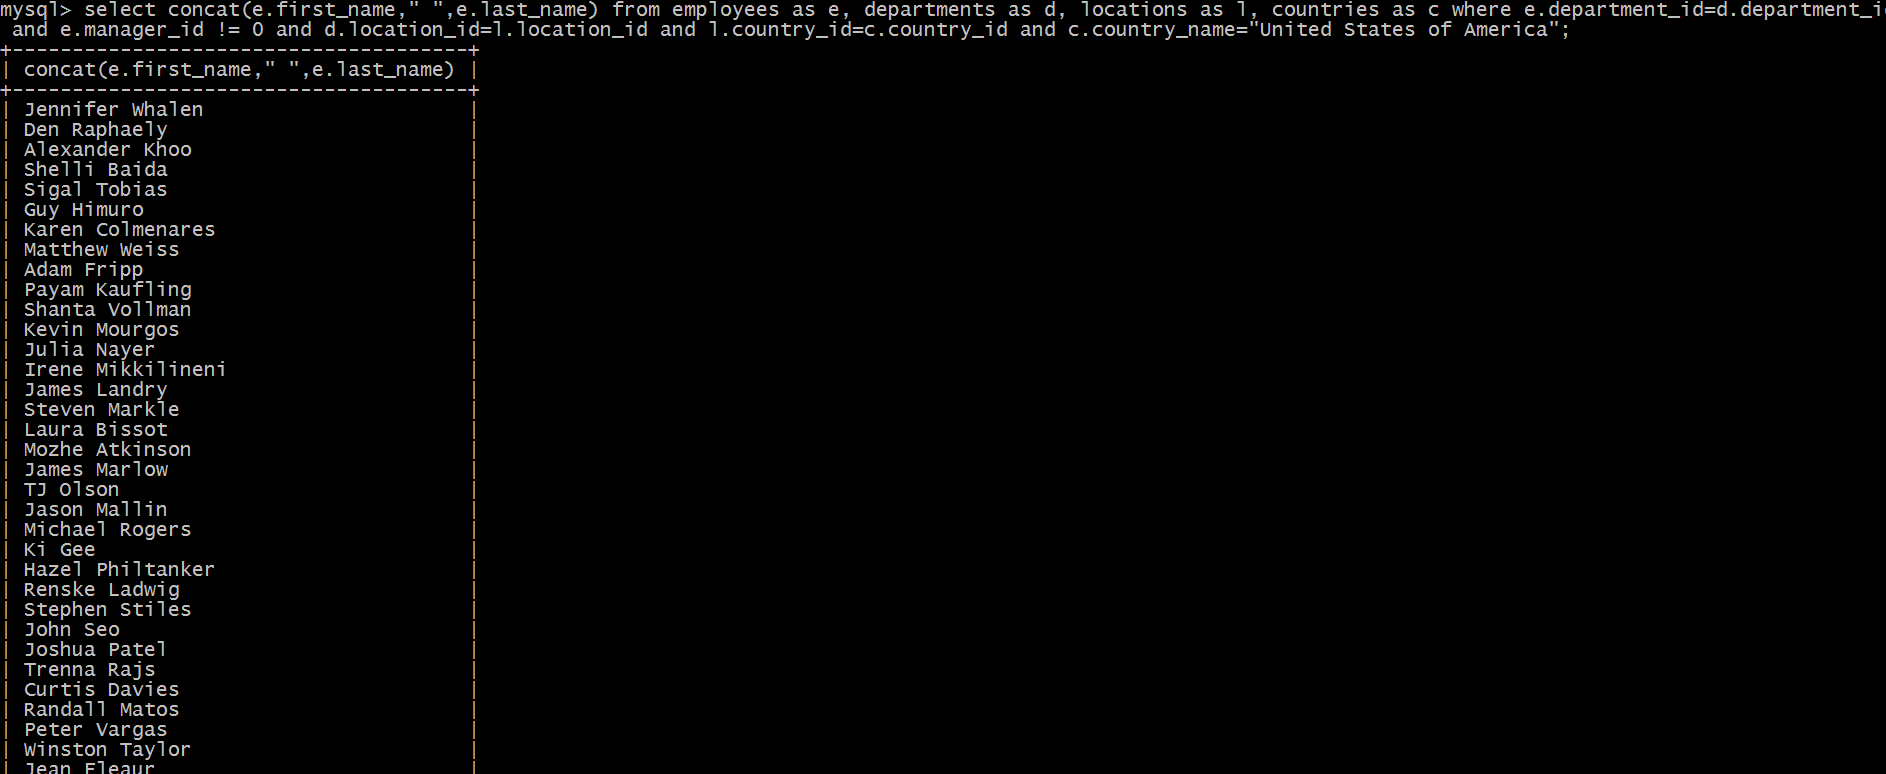 mysql> select concat(e.first_name," ",e.last_name) from employees as e, departments as d, locations as l, countries as c where e.department_id=d.department_i
and e.manager_id != 0 and d.location_id=l.location_id and l.country_id=c.country_id and c.country_name="United States of America";
+--------------------------------------+
| concat(e.first_name," ",e.last_name) |
+--------------------------------------+
| Jennifer Whalen |
| Den Raphaely |
| Alexander Khoo |
| Shelli Baida |
| Sigal Tobias |
| Guy Himuro |
| Karen Colmenares |
| Matthew Weiss |
| Adam Fripp |
| Payam Kaufling |
| Shanta Vollman |
| Kevin Mourgos |
| Julia Nayer |
| Irene Mikkilineni |
| James Landry |
| Steven Markle |
| Laura Bissot |
| Mozhe Atkinson |
| James Marlow |
| TJ Olson |
| Jason Mallin |
| Michael Rogers |
| Ki Gee |
| Hazel Philtanker |
| Renske Ladwig |
| Stephen Stiles |
| John Seo |
| Joshua Patel |
| Trenna Rajs |
| Curtis Davies |
| Randall Matos |
| Peter Vargas |
| Winston Taylor |
| Jean Fleaur |